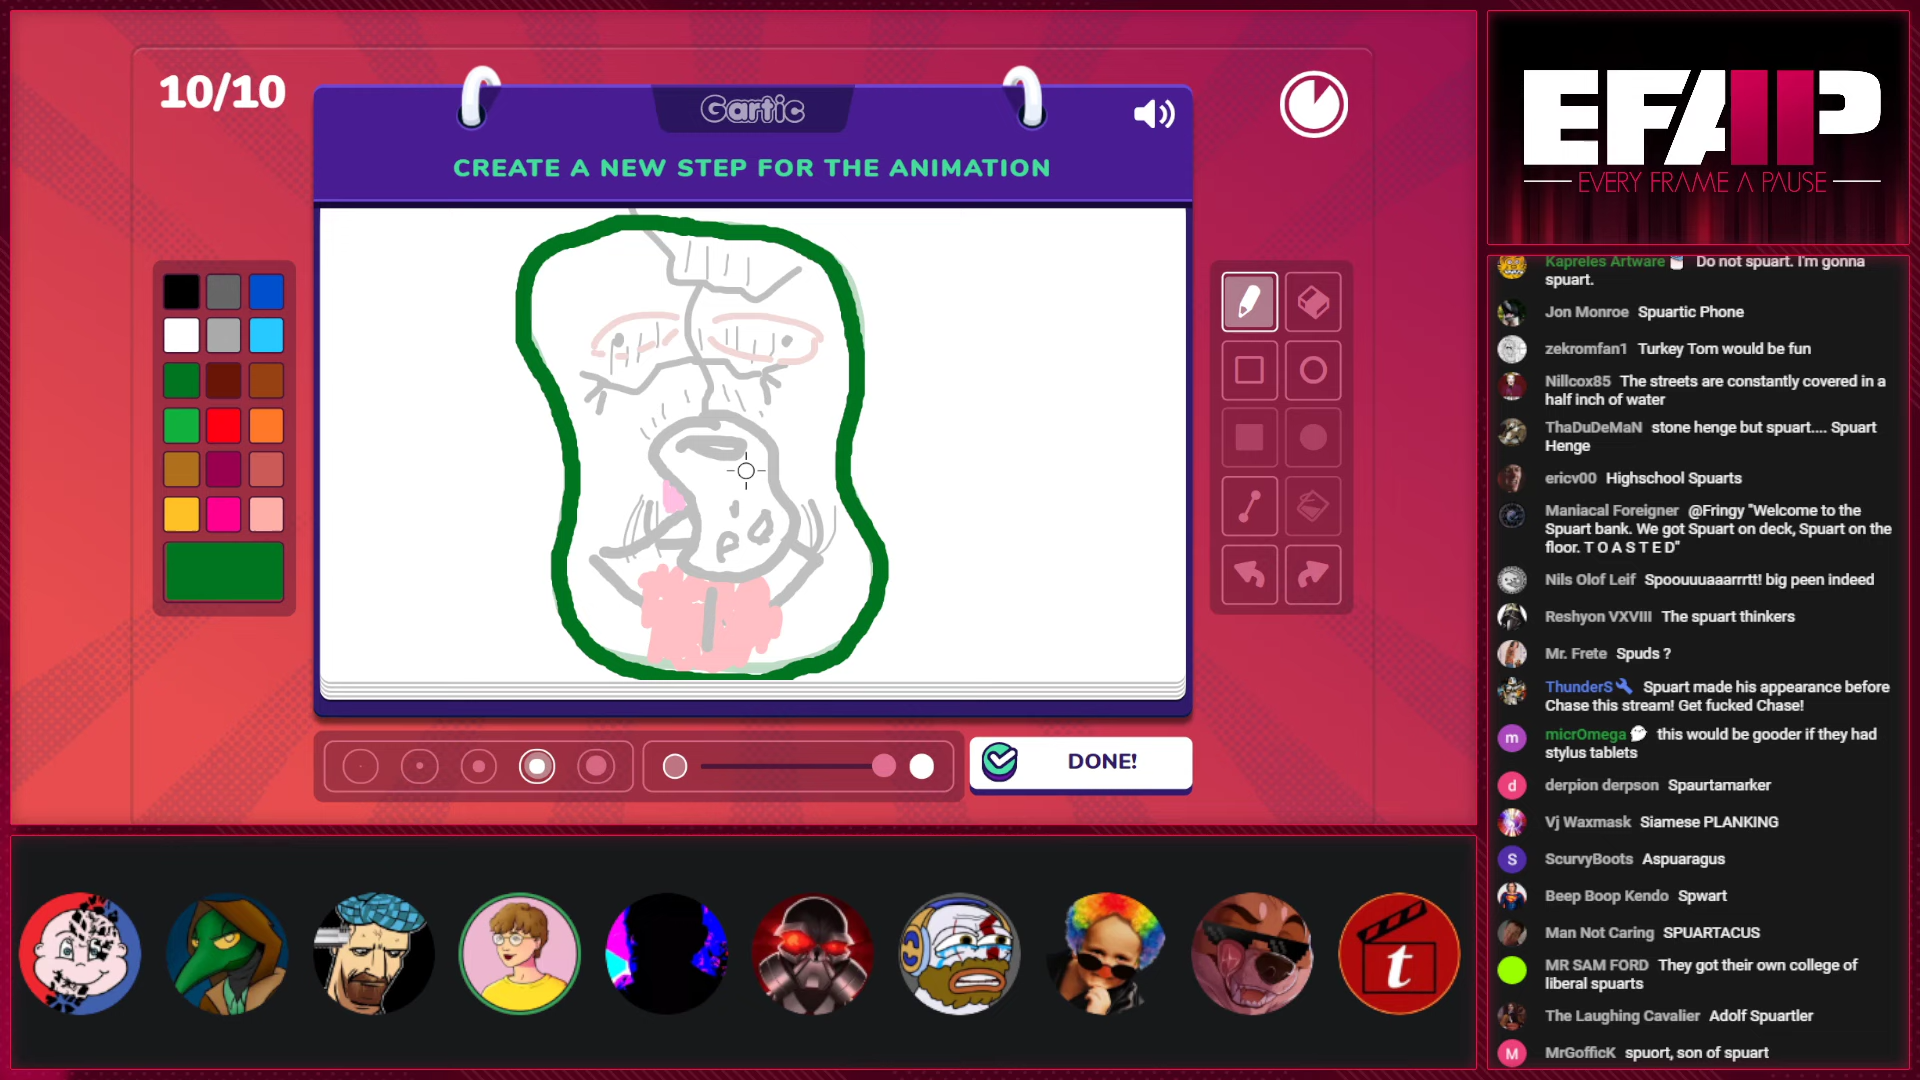 10/10
Gartic
CREATE A NEW STEP FOR THE ANIMATION
DONE!
EFAP
EVERY FRAME A PAUSE
Kapreles Artware Do not spuart. I'm gonna
spuart.
Jon Monroe Spuartic Phone
zekromfan1 Turkey Tom would be fun
Nillcox85 The streets are constantly covered in a
half inch of water
ThaDuDeMaN stone henge but spuart.... Spuart
Henge
ericv00 Highschool Spuarts
Maniacal Foreigner @Fringy "Welcome to the
Spuart bank. We got Spuart on deck, Spuart on the
floor. T O A S T E D"
Nils Olof Leif Spoouuuaaarrrtt! big peen indeed
Reshyon VXVIII The spuart thinkers
Mr. Frete Spuds ?
ThunderS Spuart made his appearance before
Chase this stream! Get fucked Chase!
m micrOmega this would be gooder if they had
stylus tablets
d derpion derpson Spaurtamarker
Vj Waxmask Siamese PLANKING
S ScurvyBoots Aspuaragus
Beep Boop Kendo Spwart
Man Not Caring SPUARTACUS
MR SAM FORD They got their own college of
liberal spuarts
The Laughing Cavalier Adolf Spuartler
M MrGofficK spuort, son of spuart
t